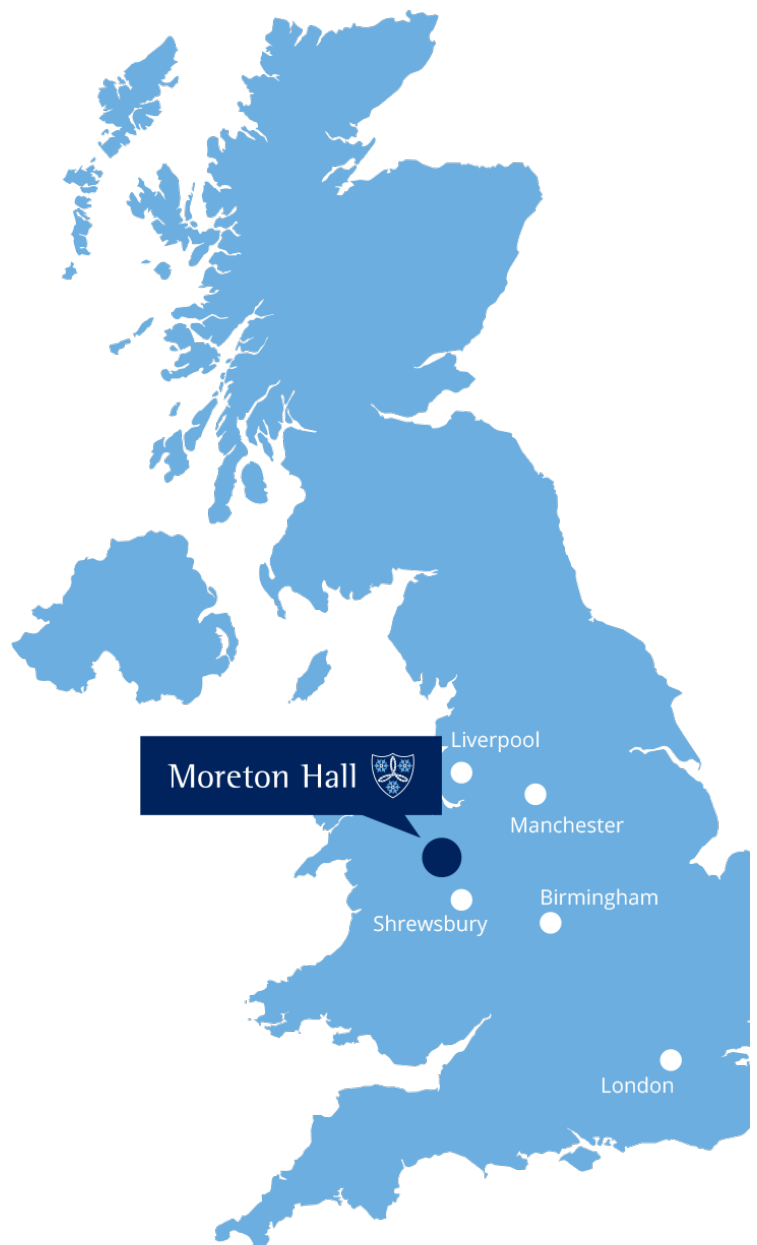 Liverpool
Moreton Hall
Manchester
Birmingham
Shrewsbury
London